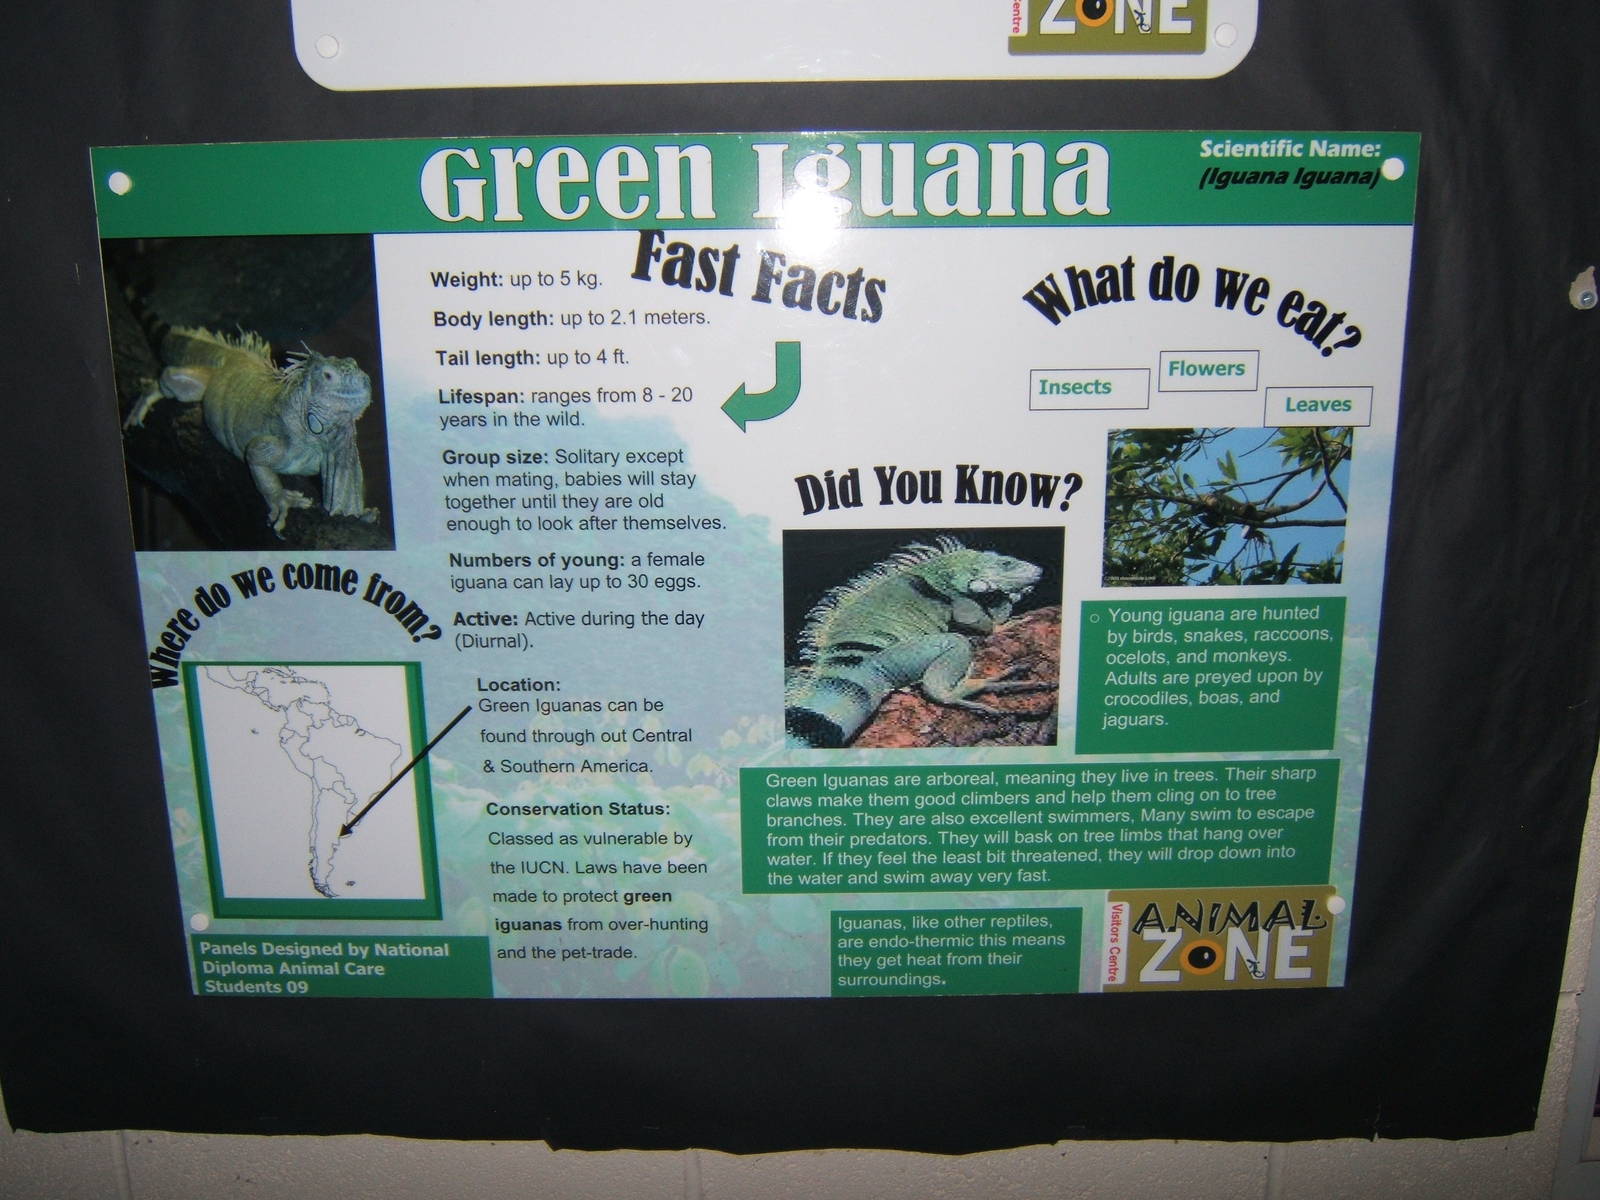 Centre
ZONE
Green Iguana
Scientific Name:
(Iguana Iguana)
Fast Facts
Weight: up to 5 kg.
Body length: up to 2.1 meters.
Tail length: up to 4 ft.
Lifespan: ranges from 8 - 20
years in the wild.
Group size: Solitary except
when mating, babies will stay
together until they are old
enough to look after themselves.
Numbers of young: a female
iguana can lay up to 30 eggs.
Active: Active during the day
(Diurnal).
Where do we come from?
Location:
Green Iguanas can be
found through out Central
& Southern America.
Conservation Status:
Classed as vulnerable by
the IUCN. Laws have been
made to protect green
iguanas from over-hunting
and the pet-trade.
What do we eat?
Insects
Flowers
Leaves
Did You Know?
Young iguana are hunted
by birds, snakes, raccoons,
ocelots, and monkeys.
Adults are preyed upon by
crocodiles, boas, and
jaguars.
Green Iguanas are arboreal, meaning they live in trees. Their sharp
claws make them good climbers and help them cling on to tree
branches. They are also excellent swimmers, Many swim to escape
from their predators. They will bask on tree limbs that hang over
water. If they feel the least bit threatened, they will drop down into
the water and swim away very fast.
Iguanas, like other reptiles,
are endo-thermic this means
they get heat from their
surroundings.
Panels Designed by National
Diploma Animal Care
Students 09
Visitors Centre
ANIMAL
ZONE